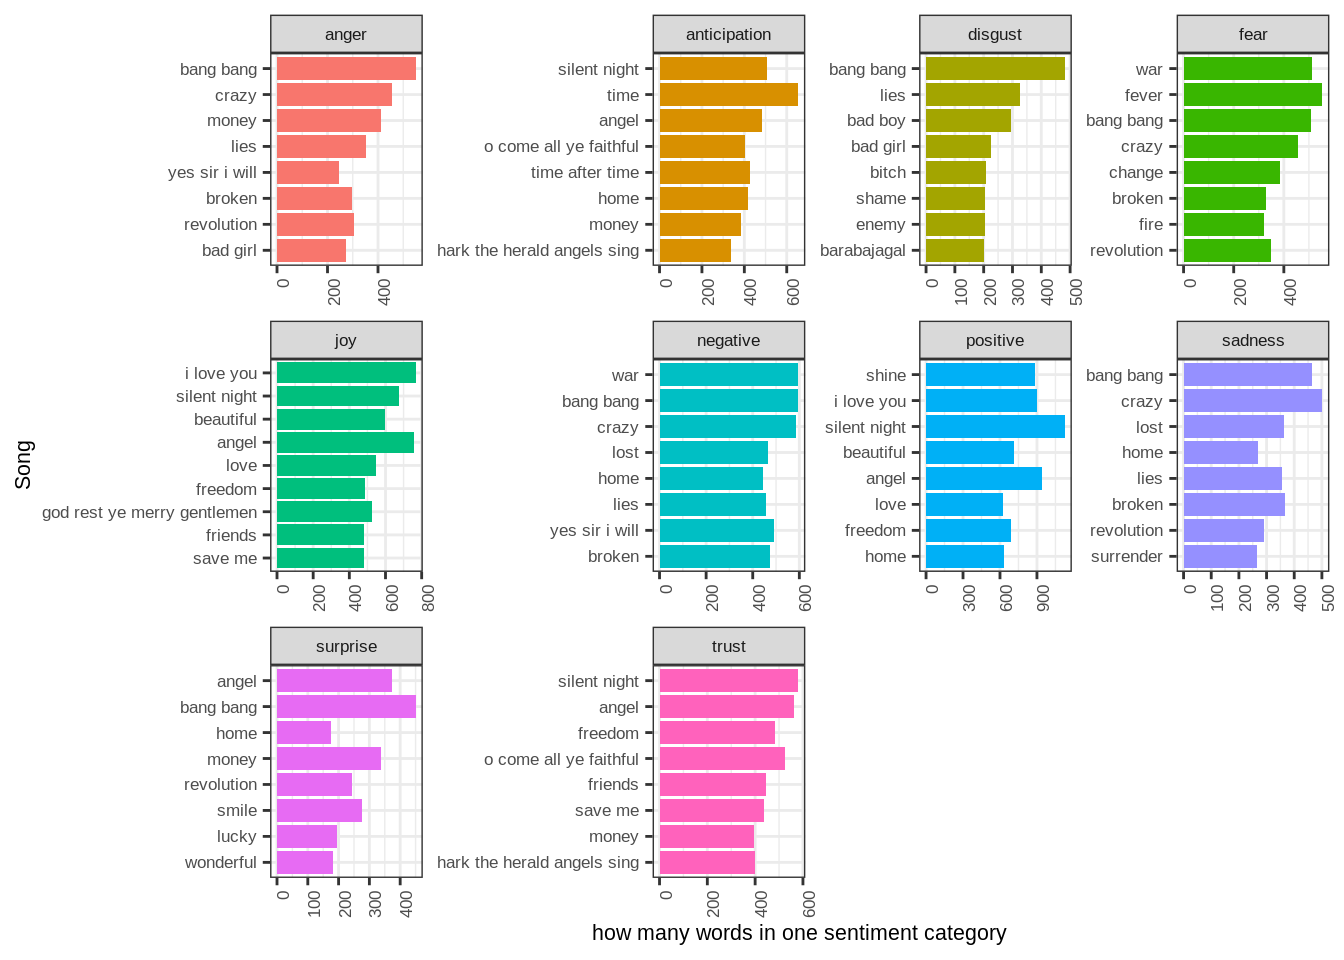 anger
bang bang
crazy
money
lies
yes sir i will
broken
revolution
bad girl
0
200
400
anticipation
silent night
time
angel
o come all ye faithful
time after time
home
money
hark the herald angels sing
0
200
400
600
disgust
bang bang
lies
bad boy
bad girl
bitch
shame
enemy
barabajagal
0
100
200
300
400
500
fear
war
fever
bang bang
crazy
change
broken
fire
revolution
0
200
400
Song
joy
i love you
silent night
beautiful
angel
love
freedom
god rest ye merry gentlemen
friends
save me
0
200
400
600
800
negative
war
bang bang
crazy
lost
home
lies
yes sir i will
broken
0
200
400
600
positive
shine
i love you
silent night
beautiful
angel
love
freedom
home
0
300
600
900
sadness
bang bang
crazy
lost
home
lies
broken
revolution
surrender
0
100
200
300
400
500
surprise
angel
bang bang
home
money
revolution
smile
lucky
wonderful
0
100
200
300
400
trust
silent night
angel
freedom
o come all ye faithful
friends
save me
money
hark the herald angels sing
0
200
400
600
how many words in one sentiment category